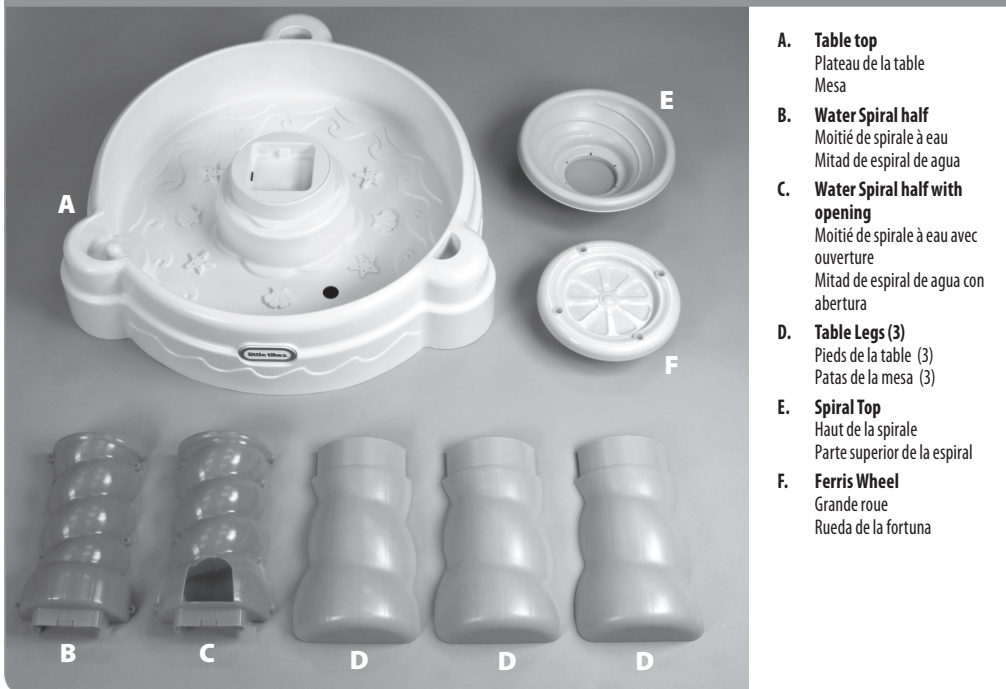 A
E
little tikes
F
B
C
D
D
D
A. Table top
Plateau de la table
Mesa
B. Water Spiral half
Moitié de spirale à eau
Mitad de espiral de agua
C. Water Spiral half with
opening
Moitié de spirale à eau avec
ouverture
Mitad de espiral de agua con
abertura
D. Table Legs (3)
Pieds de la table (3)
Patas de la mesa (3)
E. Spiral Top
Haut de la spirale
Parte superior de la espiral
F. Ferris Wheel
Grande roue
Rueda de la fortuna